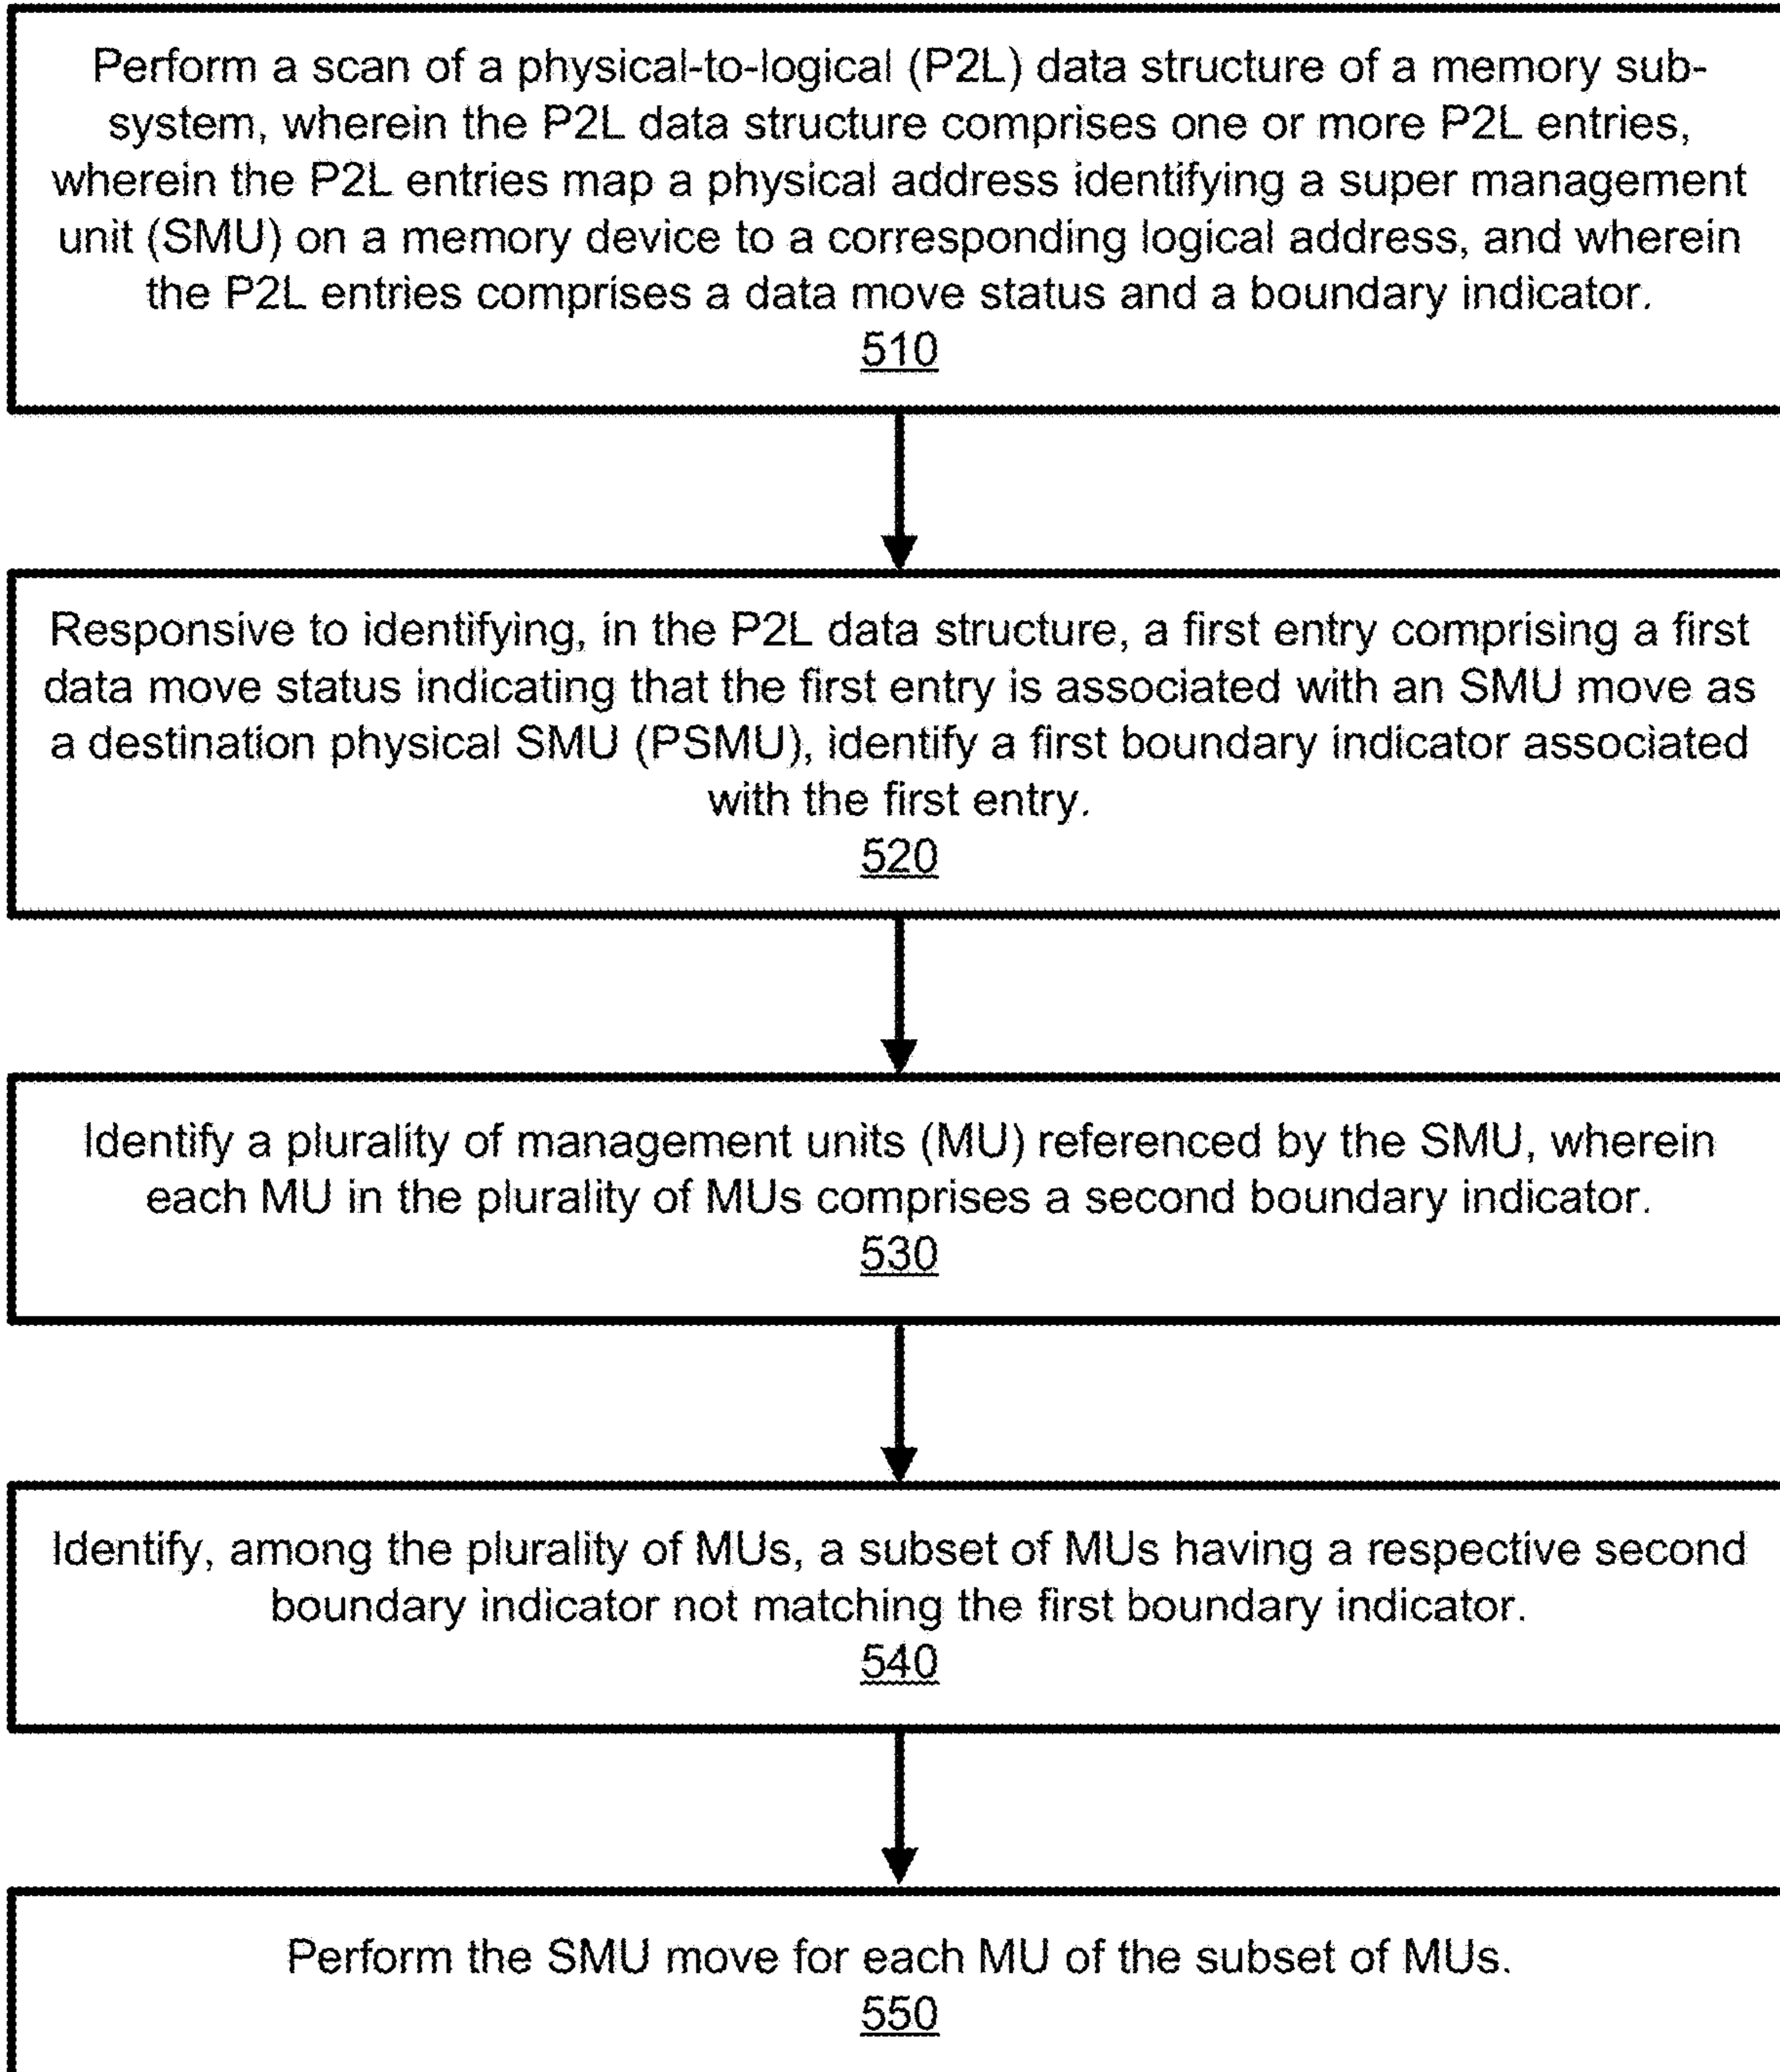 Perform a scan of a physical-to-logical (P2L) data structure of a memory sub-
system, wherein the P2L data structure comprises one or more P2L entries,
wherein the P2L entries map a physical address identifying a super management
unit (SMU) on a memory device to a corresponding logical address, and wherein
the P2L entries comprises a data move status and a boundary indicator.
510
Responsive to identifying, in the P2L data structure, a first entry comprising a first
data move status indicating that the first entry is associated with an SMU move as
a destination physical SMU (PSMU), identify a first boundary indicator associated
with the first entry.
520
Identify a plurality of management units (MU) referenced by the SMU, wherein
each MU in the plurality of MUs comprises a second boundary indicator.
530
Identify, among the plurality of MUs, a subset of MUs having a respective second
boundary indicator not matching the first boundary indicator.
540
Perform the SMU move for each MU of the subset of MUs.
550